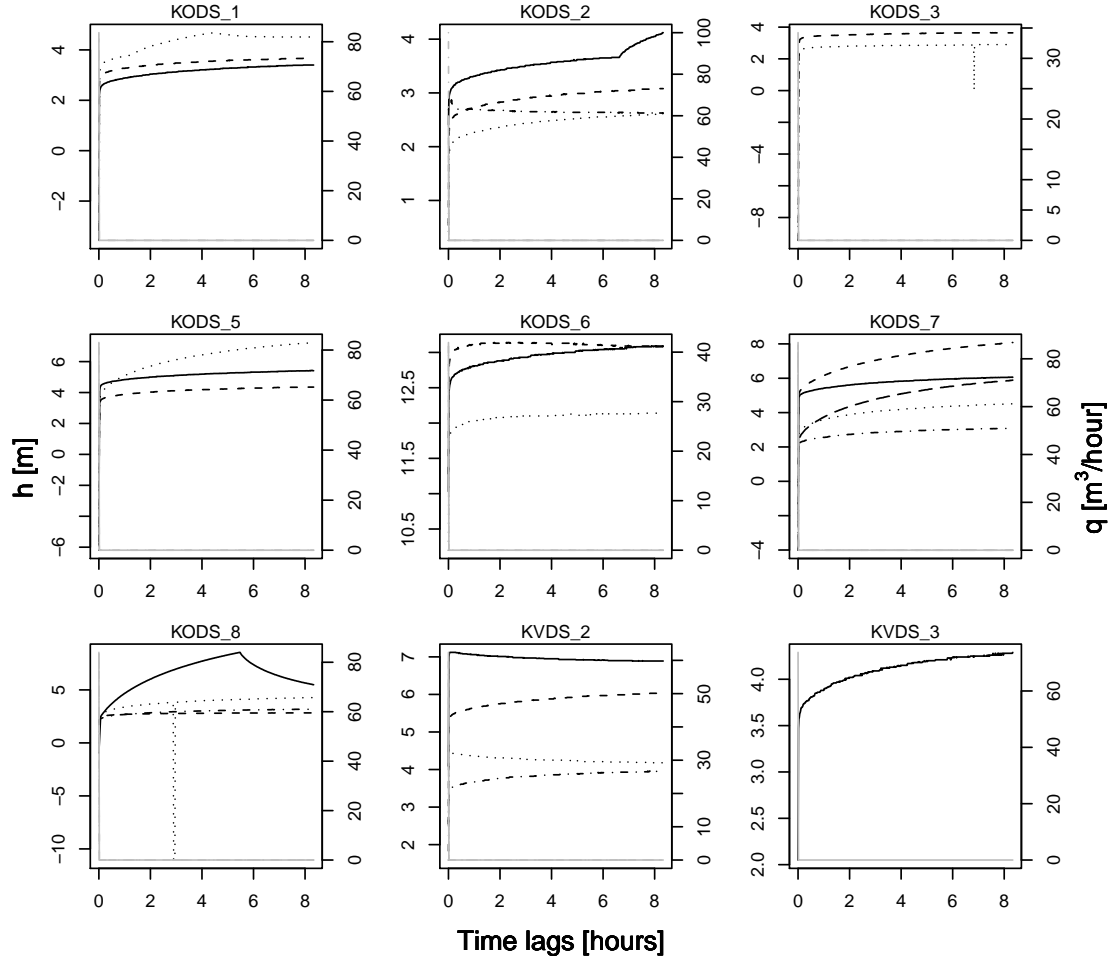 KODS_1 KODS_2 KODS_3
4 2 0 −2
80 60 40 20 0
0 2 4 6 8
4 3 2 1
100 80 60 40 20 0
0 2 4 6 8
4 2 0 −4 −8
30 20 10 5 0
0 2 4 6 8
KODS_5 KODS_6 KODS_7
6 4 2 0 −2 −6
80 60 40 20 0
0 2 4 6 8
12.5 11.5 10.5
40 30 20 10 0
0 2 4 6 8
8 6 4 2 0 −4
80 60 40 20 0
0 2 4 6 8
h [m]
q [m³/hour]
KODS_8 KVDS_2 KVDS_3
5 0 −5 −10
80 60 40 20 0
0 2 4 6 8
7 6 5 4 3 2
50 30 20 10 0
0 2 4 6 8
4.0 3.5 3.0 2.5 2.0
60 40 20 0
0 2 4 6 8
Time lags [hours]